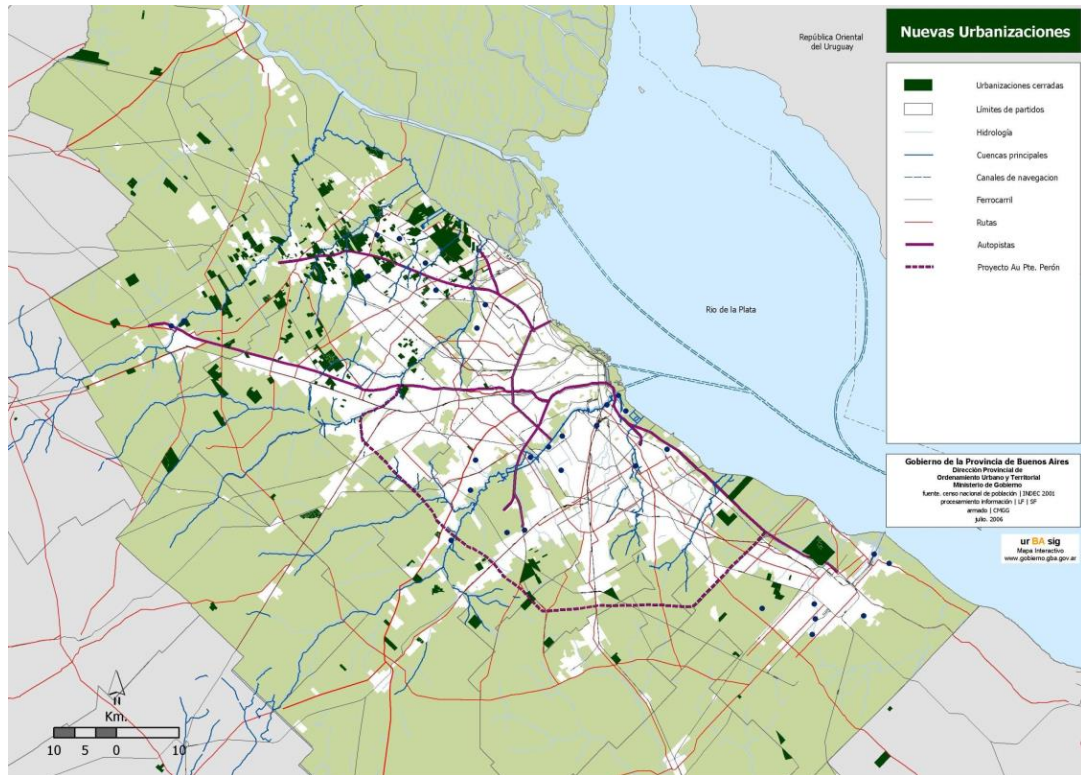 República Oriental
del Uruguay
Nuevas Urbanizaciones
Urbanizaciones cerradas
Límites de partidos
Hidrología
Cuencas principales
Canales de navegacion
Ferrocarril
Rutas
Autopistas
Proyecto Au Pte. Perón
Rio de la Plata
Gobierno de la Provincia de Buenos Aires
Dirección Provincial de
Ordenamiento Urbano y Territorial
Ministerio de Gobierno
fuente. censo nacional de población | INDEC 2001
procesamiento información | LF | SF
armado | CMGG
julio. 2006
ur BA sig
Mapa Interactivo
www.gobierno.gba.gov.ar
N
Km.
10 5 0 10